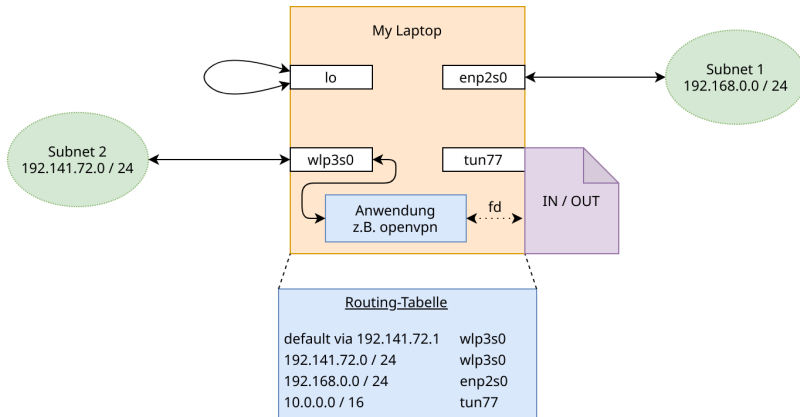 My Laptop
lo
enp2s0
Subnet 1
192.168.0.0 / 24
Subnet 2
192.141.72.0 / 24
wlp3s0
tun77
IN / OUT
Anwendung
z.B. openvpn
fd
Routing-Tabelle
default via 192.141.72.1 wlp3s0
192.141.72.0 / 24 wlp3s0
192.168.0.0 / 24 enp2s0
10.0.0.0 / 16 tun77